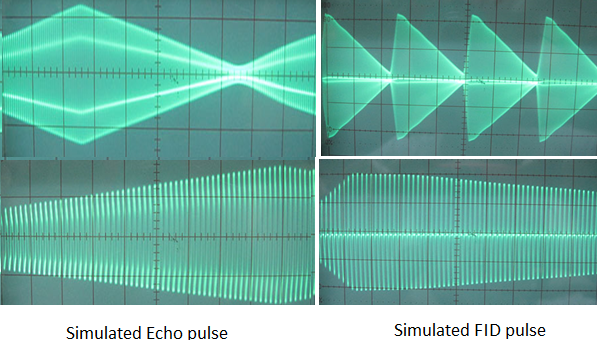 Simulated Echo pulse
Simulated FID pulse